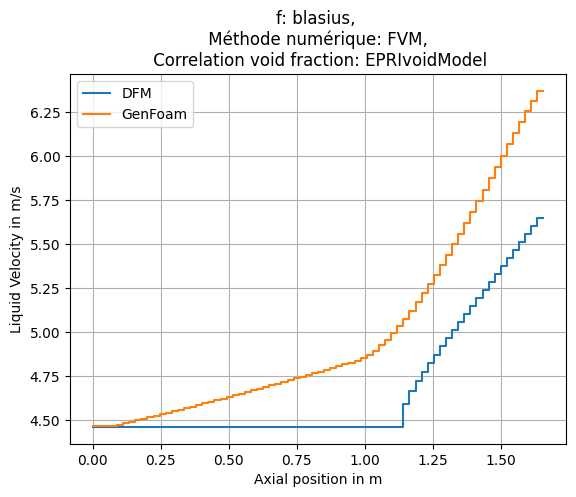 f: blasius,
Méthode numérique: FVM,
Correlation void fraction: EPRIvoidModel
DFM
GenFoam
Liquid Velocity in m/s
6.25
6.00
5.75
5.50
5.25
5.00
4.75
4.50
0.00 0.25 0.50 0.75 1.00 1.25 1.50
Axial position in m